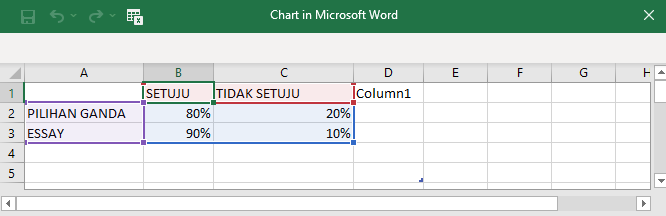 Chart in Microsoft Word
A B C D E F G H
1 SETUJU TIDAK SETUJU Column1
2 PILIHAN GANDA 80% 20%
3 ESSAY 90% 10%
4
5